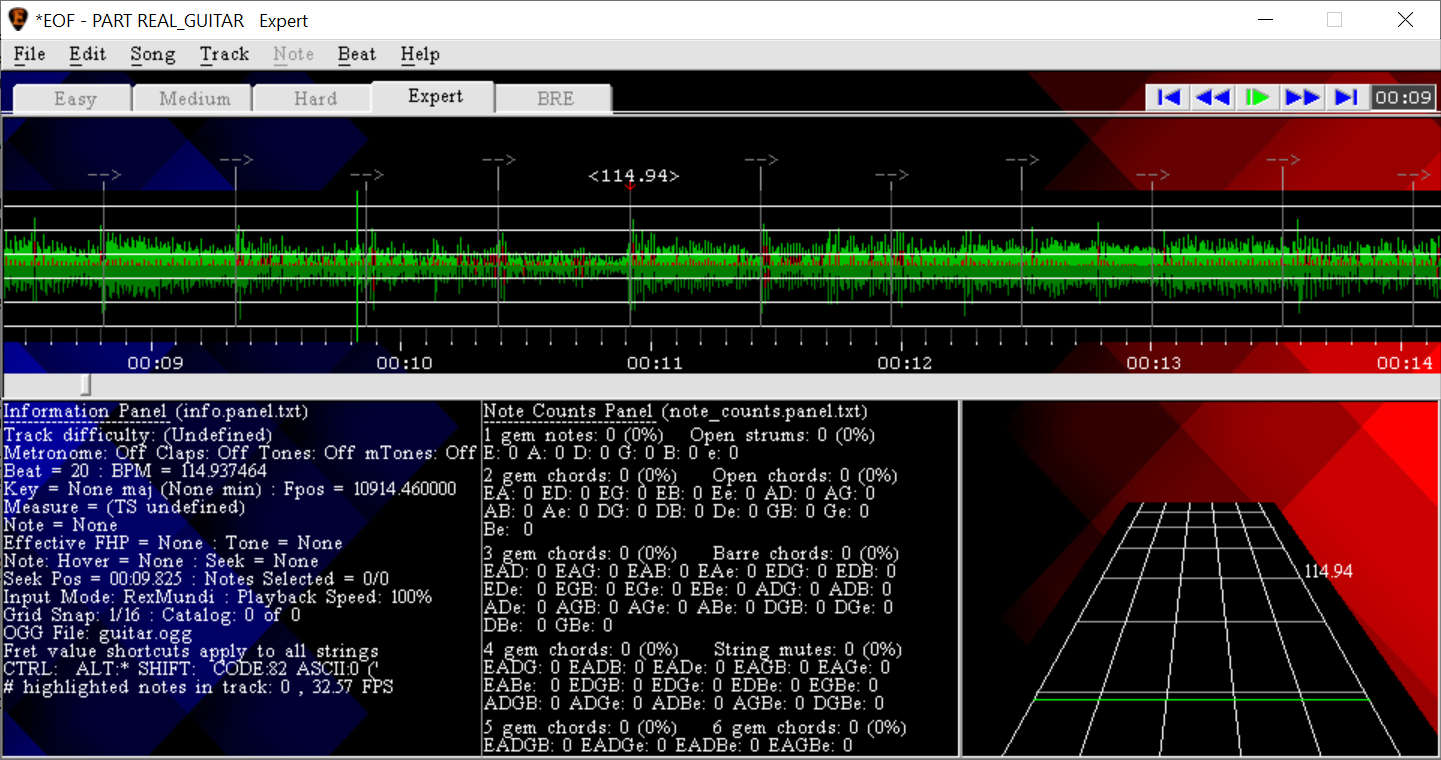 *EOF - PART REAL_GUITAR   Expert
File Edit Song Track Note Beat Help
Easy Medium Hard Expert BRE
00:09
--> --> --> --> <114.94> --> --> --> --> --> -->
00:09 00:10 00:11 00:12 00:13 00:14
Information Panel (info.panel.txt)
Track difficulty: (Undefined)
Metronome: Off Claps: Off Tones: Off mTones: Off
Beat = 20 : BPM = 114.937464
Key = None maj (None min) : Fpos = 10914.460000
Measure = (TS undefined)
Note = None
Effective FHP = None : Tone = None
Note: Hover = None : Seek = None
Seek Pos = 00:09.825 : Notes Selected = 0/0
Input Mode: RexMundi : Playback Speed: 100%
Grid Snap: 1/16 : Catalog: 0 of 0
OGG File: guitar.ogg
Fret value shortcuts apply to all strings
CTRL:  ALT:* SHIFT:  CODE:82 ASCII:0 ('
# highlighted notes in track: 0 , 32.57 FPS
Note Counts Panel (note_counts.panel.txt)
1 gem notes: 0 (0%)  Open strums: 0 (0%)
E: 0 A: 0 D: 0 G: 0 B: 0 e: 0
2 gem chords: 0 (0%)  Open chords: 0 (0%)
EA: 0 ED: 0 EG: 0 EB: 0 Ee: 0 AD: 0 AG: 0
AB: 0 Ae: 0 DG: 0 DB: 0 De: 0 GB: 0 Ge: 0
Be: 0
3 gem chords: 0 (0%)  Barre chords: 0 (0%)
EAD: 0 EAG: 0 EAB: 0 EAe: 0 EDG: 0 EDB: 0
EDe: 0 EGB: 0 EGe: 0 EBe: 0 ADG: 0 ADB: 0
ADe: 0 AGB: 0 AGe: 0 ABe: 0 DGB: 0 DGe: 0
DBe: 0 GBe: 0
4 gem chords: 0 (0%)  String mutes: 0 (0%)
EADG: 0 EADB: 0 EADe: 0 EAGB: 0 EAGe: 0
EABe: 0 EDGB: 0 EDGe: 0 EDBe: 0 EGBe: 0
ADGB: 0 ADGe: 0 ADBe: 0 AGBe: 0 DGBe: 0
5 gem chords: 0 (0%)  6 gem chords: 0 (0%)
EADGB: 0 EADGe: 0 EADBe: 0 EAGBe: 0
114.94